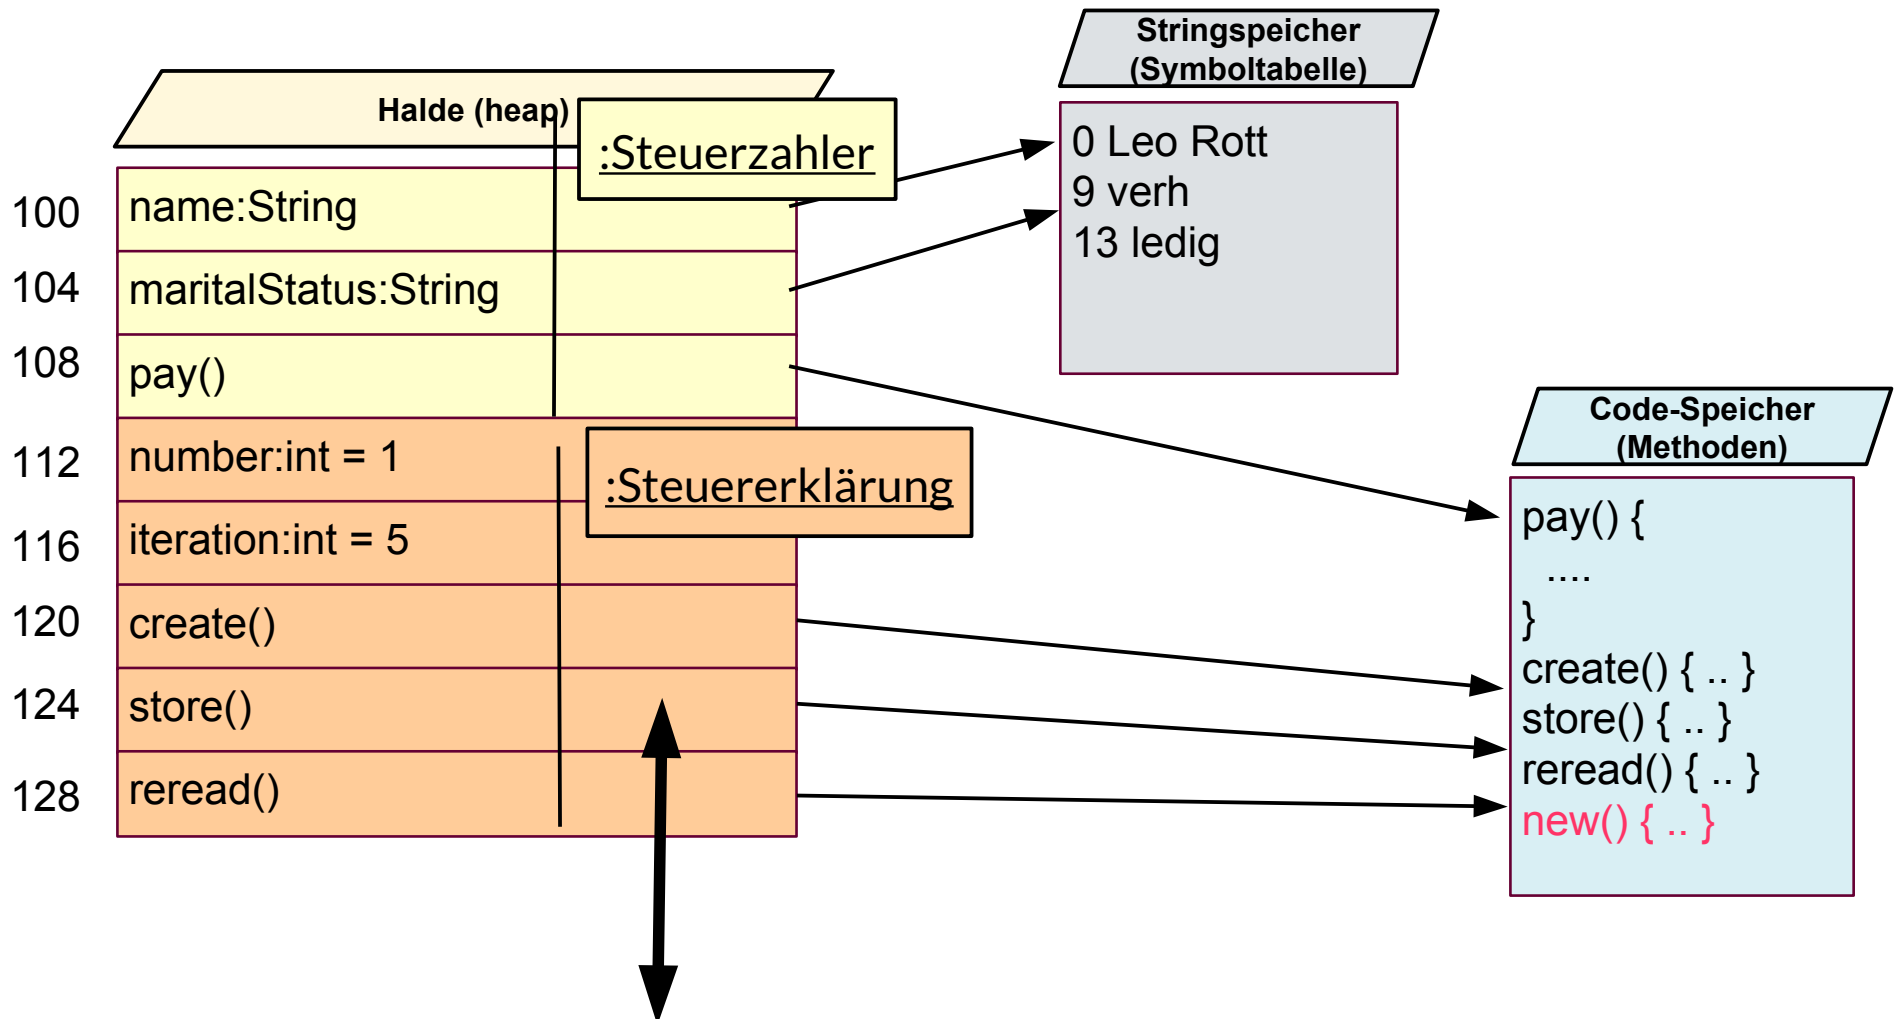 Stringspeicher
(Symboltabelle)
Halde (heap)
:Steuerzahler
0 Leo Rott
9 verh
13 ledig
100 name:String
104 maritalStatus:String
108 pay()
Code-Speicher
(Methoden)
112 number:int = 1
:Steuererklärung
116 iteration:int = 5
120 create()
124 store()
128 reread()
pay() {
....
}
create() { .. }
store() { .. }
reread() { .. }
new() { .. }